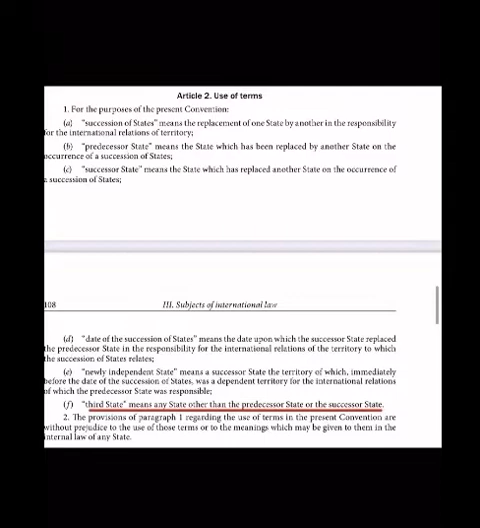 Article 2. Use of terms
1. For the purposes of the present Convention:
(a) "succession of States" means the replacement of one State by another in the responsibility
for the international relations of territory;
(b) "predecessor State" means the State which has been replaced by another State on the
occurrence of a succession of States;
(c) "successor State" means the State which has replaced another State on the occurrence of
a succession of States;
108
III. Subjects of international law
(d) "date of the succession of States" means the date upon which the successor State replaced
the predecessor State in the responsibility for the international relations of the territory to which
the succession of States relates;
(e) "newly independent State" means a successor State the territory of which, immediately
before the date of the succession of States, was a dependent territory for the international relations
of which the predecessor State was responsible;
(f) "third State" means any State other than the predecessor State or the successor State.
2. The provisions of paragraph 1 regarding the use of terms in the present Convention are
without prejudice to the use of those terms or to the meanings which may be given to them in the
internal law of any State.